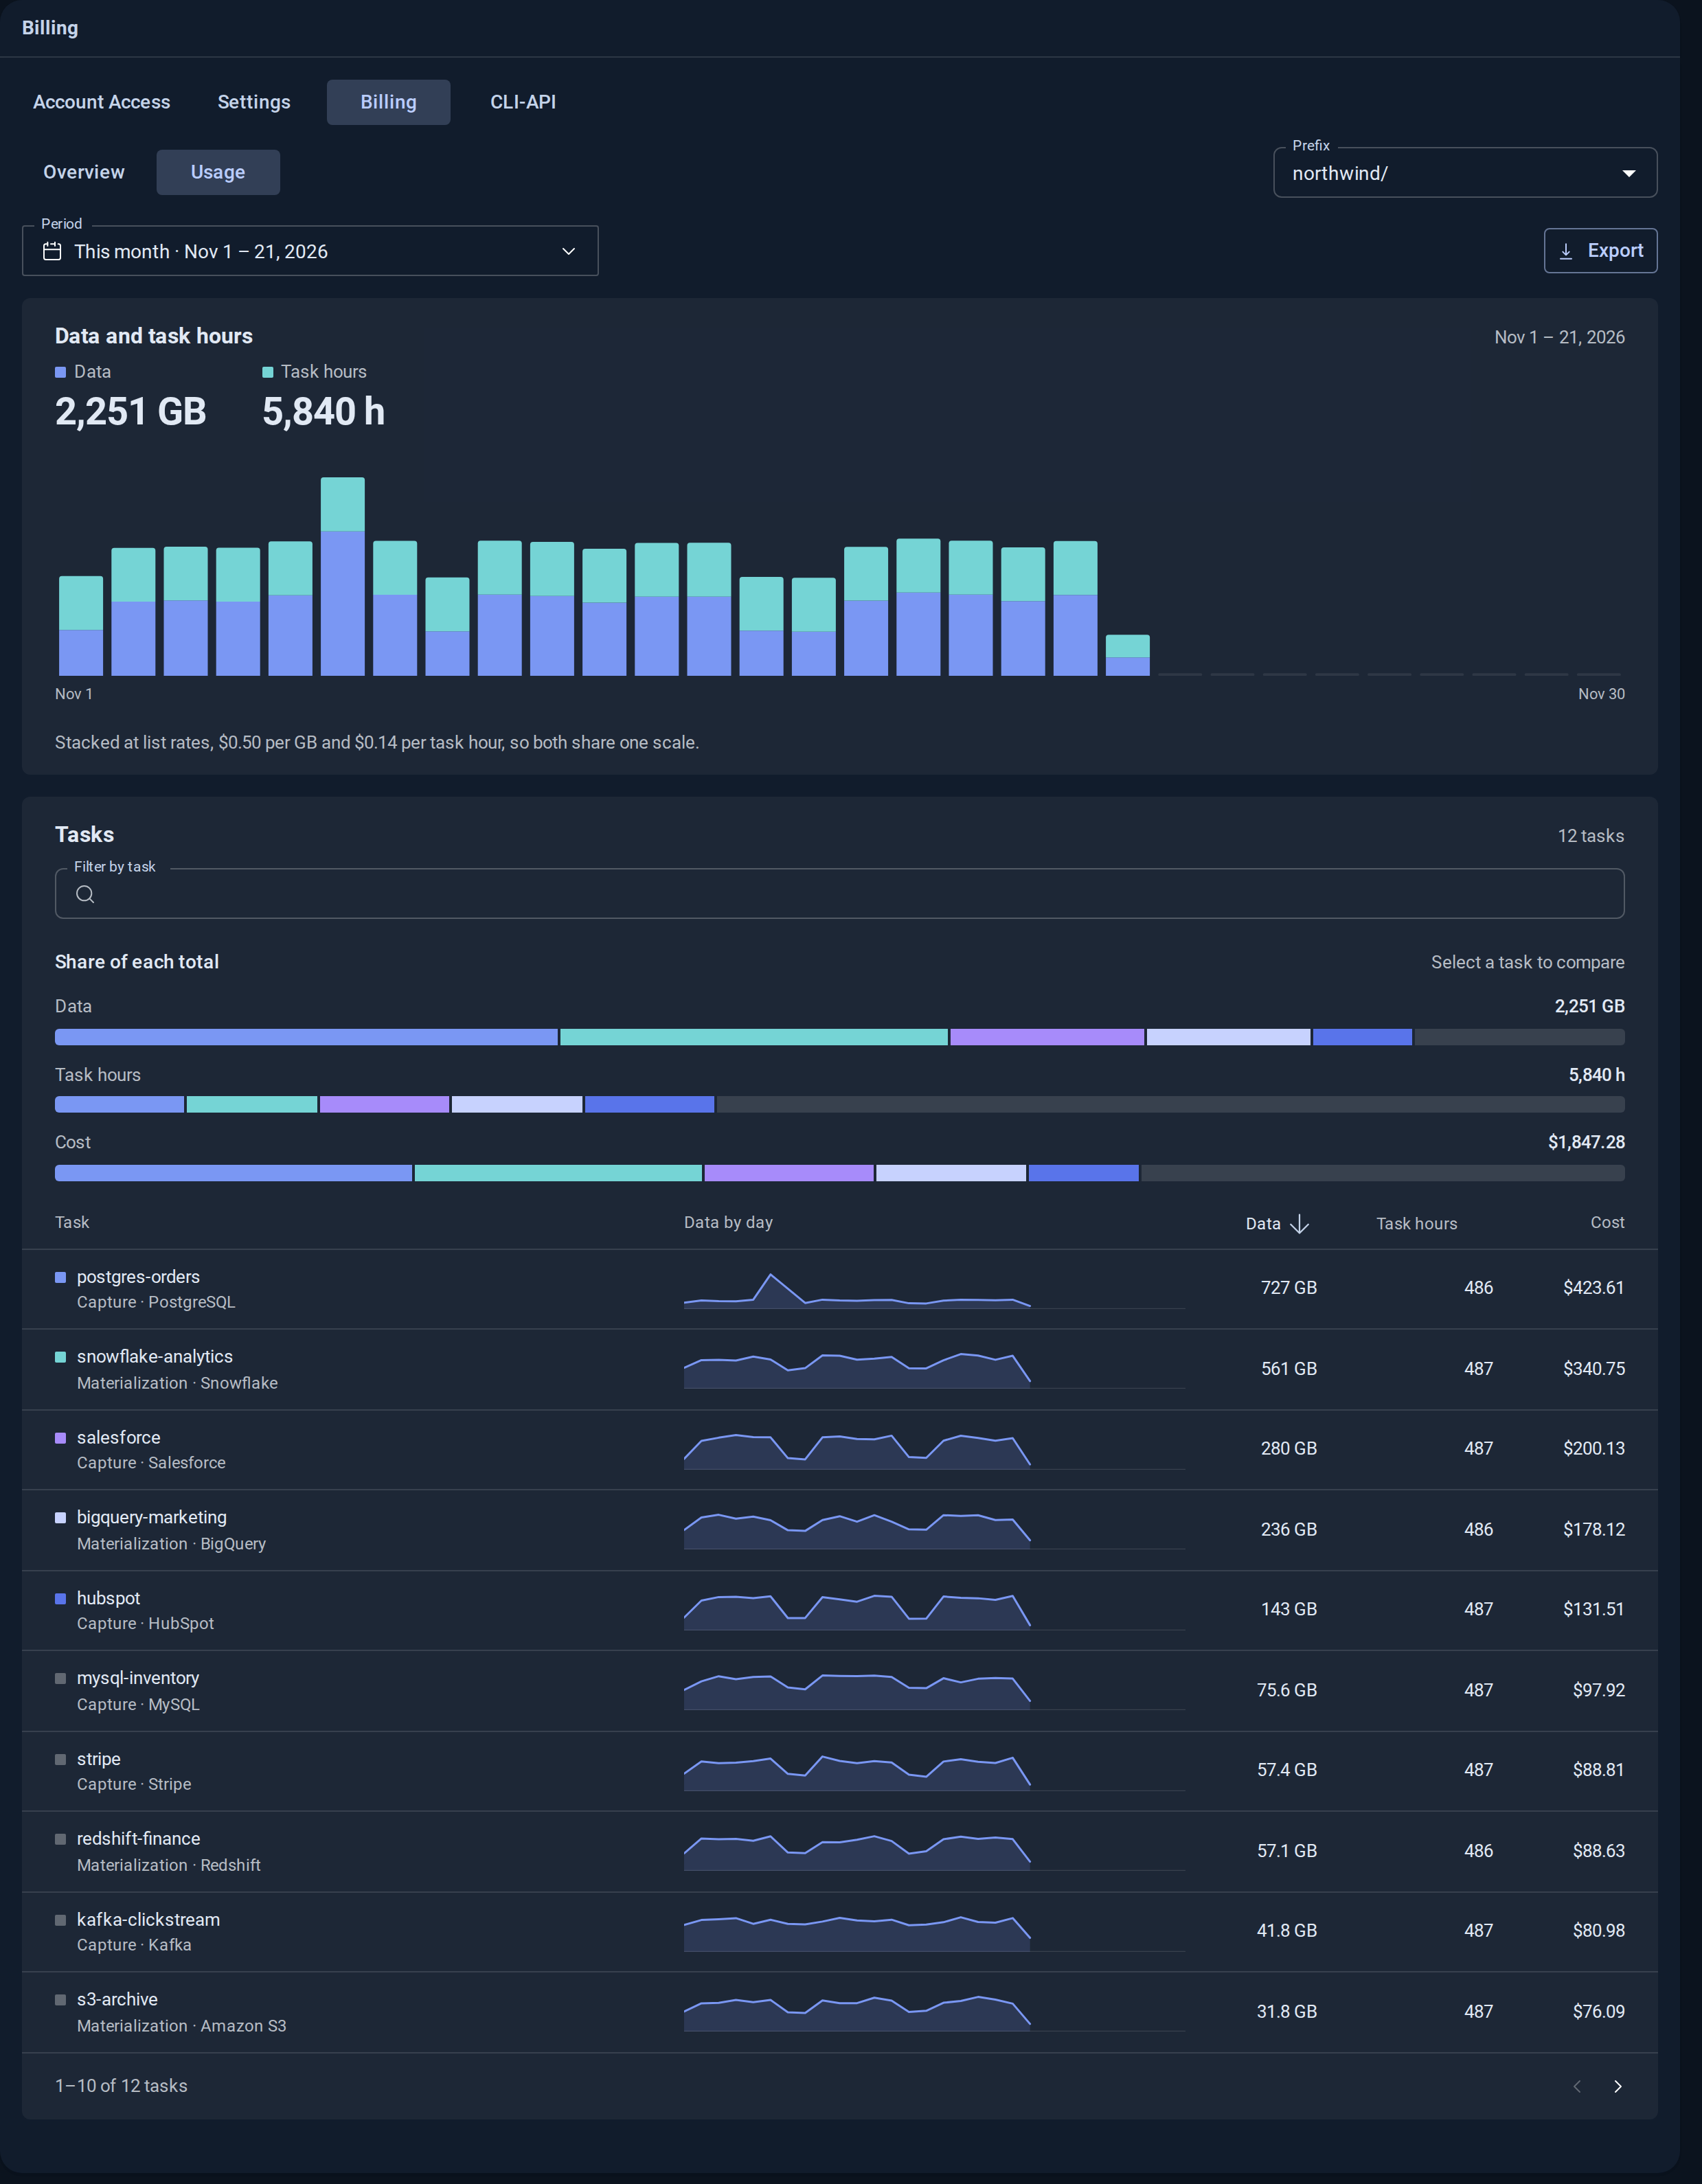 Billing
Account Access
Settings
Billing
CLI-API
Overview
Usage
Prefix
northwind/
Period
This month · Nov 1 – 21, 2026
Export
Data and task hours
Nov 1 – 21, 2026
Data
Task hours
2,251 GB
5,840 h
Nov 1
Nov 30
Stacked at list rates, $0.50 per GB and $0.14 per task hour, so both share one scale.
Tasks
12 tasks
Filter by task
Share of each total
Select a task to compare
Data
2,251 GB
Task hours
5,840 h
Cost
$1,847.28
Task
Data by day
Data
Task hours
Cost
postgres-orders
Capture · PostgreSQL
727 GB
486
$423.61
snowflake-analytics
Materialization · Snowflake
561 GB
487
$340.75
salesforce
Capture · Salesforce
280 GB
487
$200.13
bigquery-marketing
Materialization · BigQuery
236 GB
486
$178.12
hubspot
Capture · HubSpot
143 GB
487
$131.51
mysql-inventory
Capture · MySQL
75.6 GB
487
$97.92
stripe
Capture · Stripe
57.4 GB
487
$88.81
redshift-finance
Materialization · Redshift
57.1 GB
486
$88.63
kafka-clickstream
Capture · Kafka
41.8 GB
487
$80.98
s3-archive
Materialization · Amazon S3
31.8 GB
487
$76.09
1–10 of 12 tasks